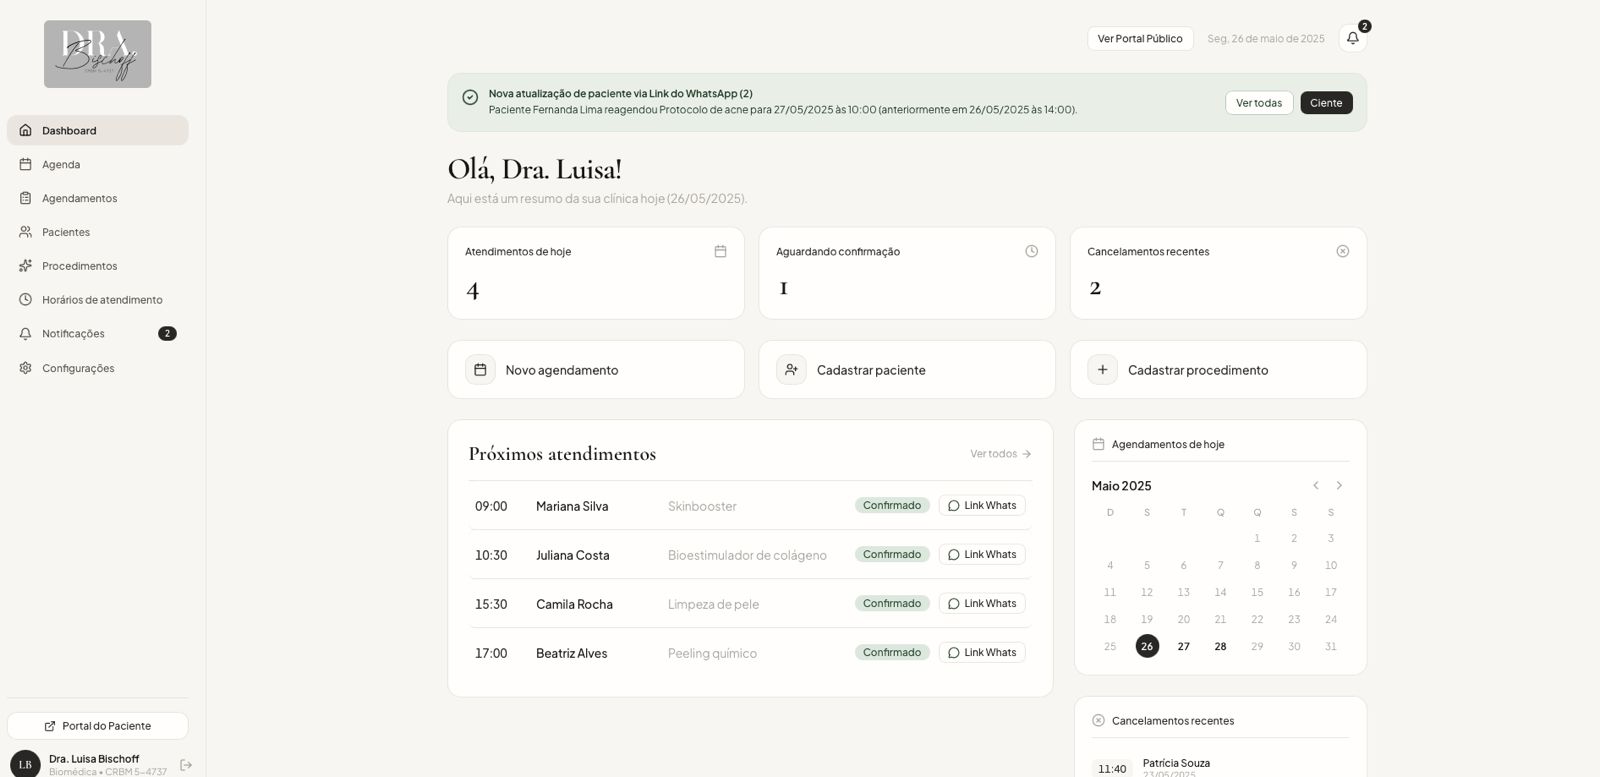 DRA.
Bischoff
CRBM 5-4737
Dashboard
Agenda
Agendamentos
Pacientes
Procedimentos
Horários de atendimento
Notificações 2
Configurações
Portal do Paciente
LB
Dra. Luisa Bischoff
Biomédica • CRBM 5-4737
Ver Portal Público Seg, 26 de maio de 2025 2
Nova atualização de paciente via Link do WhatsApp (2)
Paciente Fernanda Lima reagendou Protocolo de acne para 27/05/2025 às 10:00 (anteriormente em 26/05/2025 às 14:00).
Ver todas Ciente
Olá, Dra. Luisa!
Aqui está um resumo da sua clínica hoje (26/05/2025).
Atendimentos de hoje
4
Aguardando confirmação
1
Cancelamentos recentes
2
Novo agendamento
Cadastrar paciente
Cadastrar procedimento
Próximos atendimentos Ver todos
09:00 Mariana Silva Skinbooster Confirmado Link Whats
10:30 Juliana Costa Bioestimulador de colágeno Confirmado Link Whats
15:30 Camila Rocha Limpeza de pele Confirmado Link Whats
17:00 Beatriz Alves Peeling químico Confirmado Link Whats
Agendamentos de hoje
Maio 2025
D S T Q Q S S
1 2 3
4 5 6 7 8 9 10
11 12 13 14 15 16 17
18 19 20 21 22 23 24
25 26 27 28 29 30 31
Cancelamentos recentes
11:40 Patrícia Souza
23/05/2025